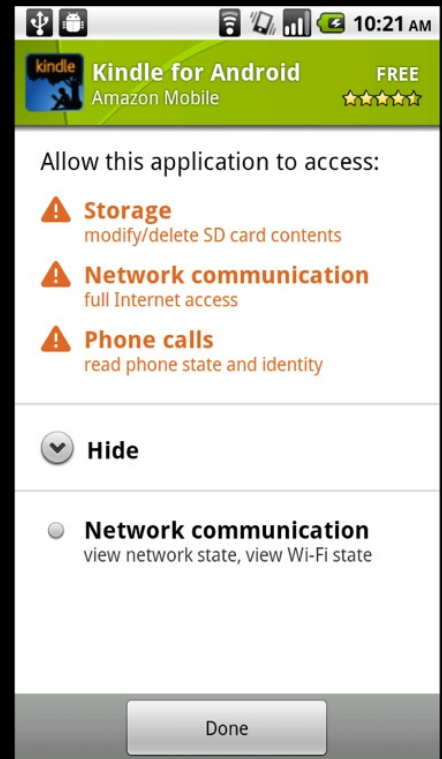 10:21 AM
kindle
Kindle for Android
FREE
Amazon Mobile
Allow this application to access:
Storage
modify/delete SD card contents
Network communication
full Internet access
Phone calls
read phone state and identity
Hide
Network communication
view network state, view Wi-Fi state
Done